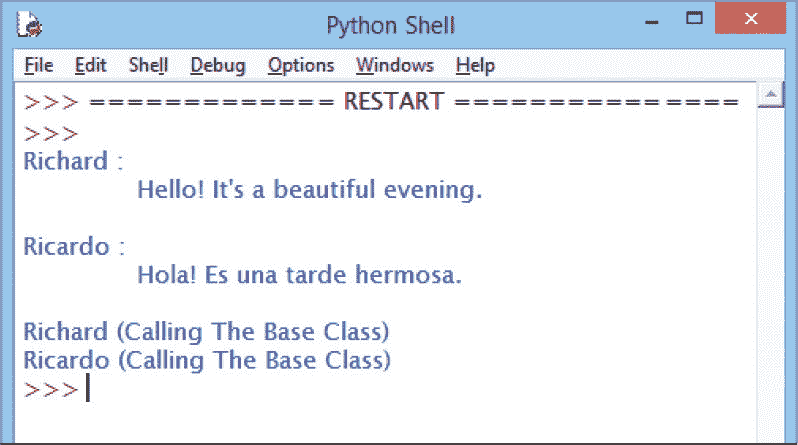 Python Shell
File Edit Shell Debug Options Windows Help
>>> ============= RESTART ================
>>>
Richard :
Hello! It's a beautiful evening.
Ricardo :
Hola! Es una tarde hermosa.
Richard (Calling The Base Class)
Ricardo (Calling The Base Class)
>>>